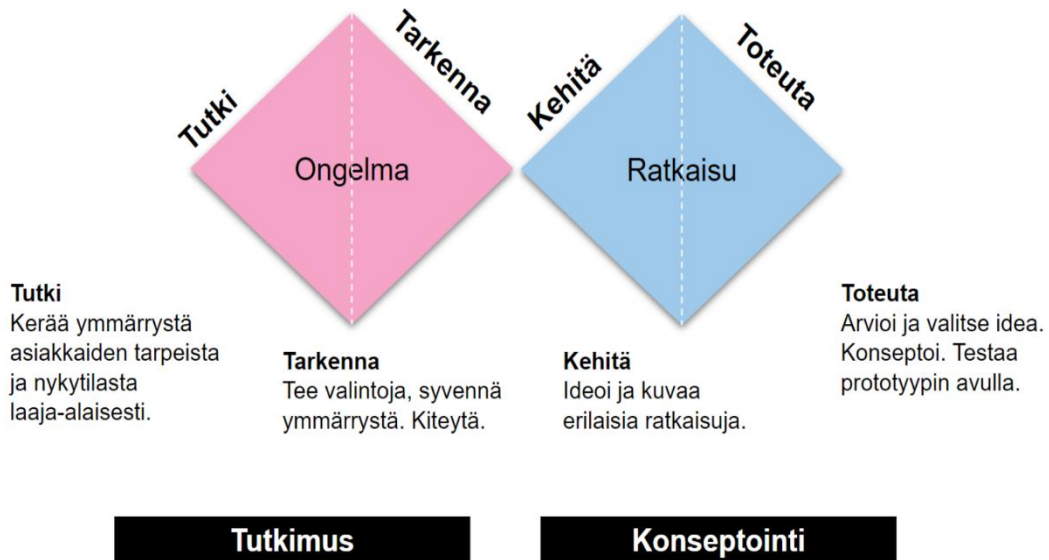 Tutki
Tarkenna
Kehitä
Toteuta
Ongelma
Ratkaisu
Tutki
Kerää ymmärrystä
asiakkaiden tarpeista
ja nykytilasta
laaja-alaisesti.
Tarkenna
Tee valintoja, syvennä
ymmärrystä. Kiteytä.
Kehitä
Ideoi ja kuvaa
erilaisia ratkaisuja.
Toteuta
Arvioi ja valitse idea.
Konseptoi. Testaa
prototyypin avulla.
Tutkimus
Konseptointi